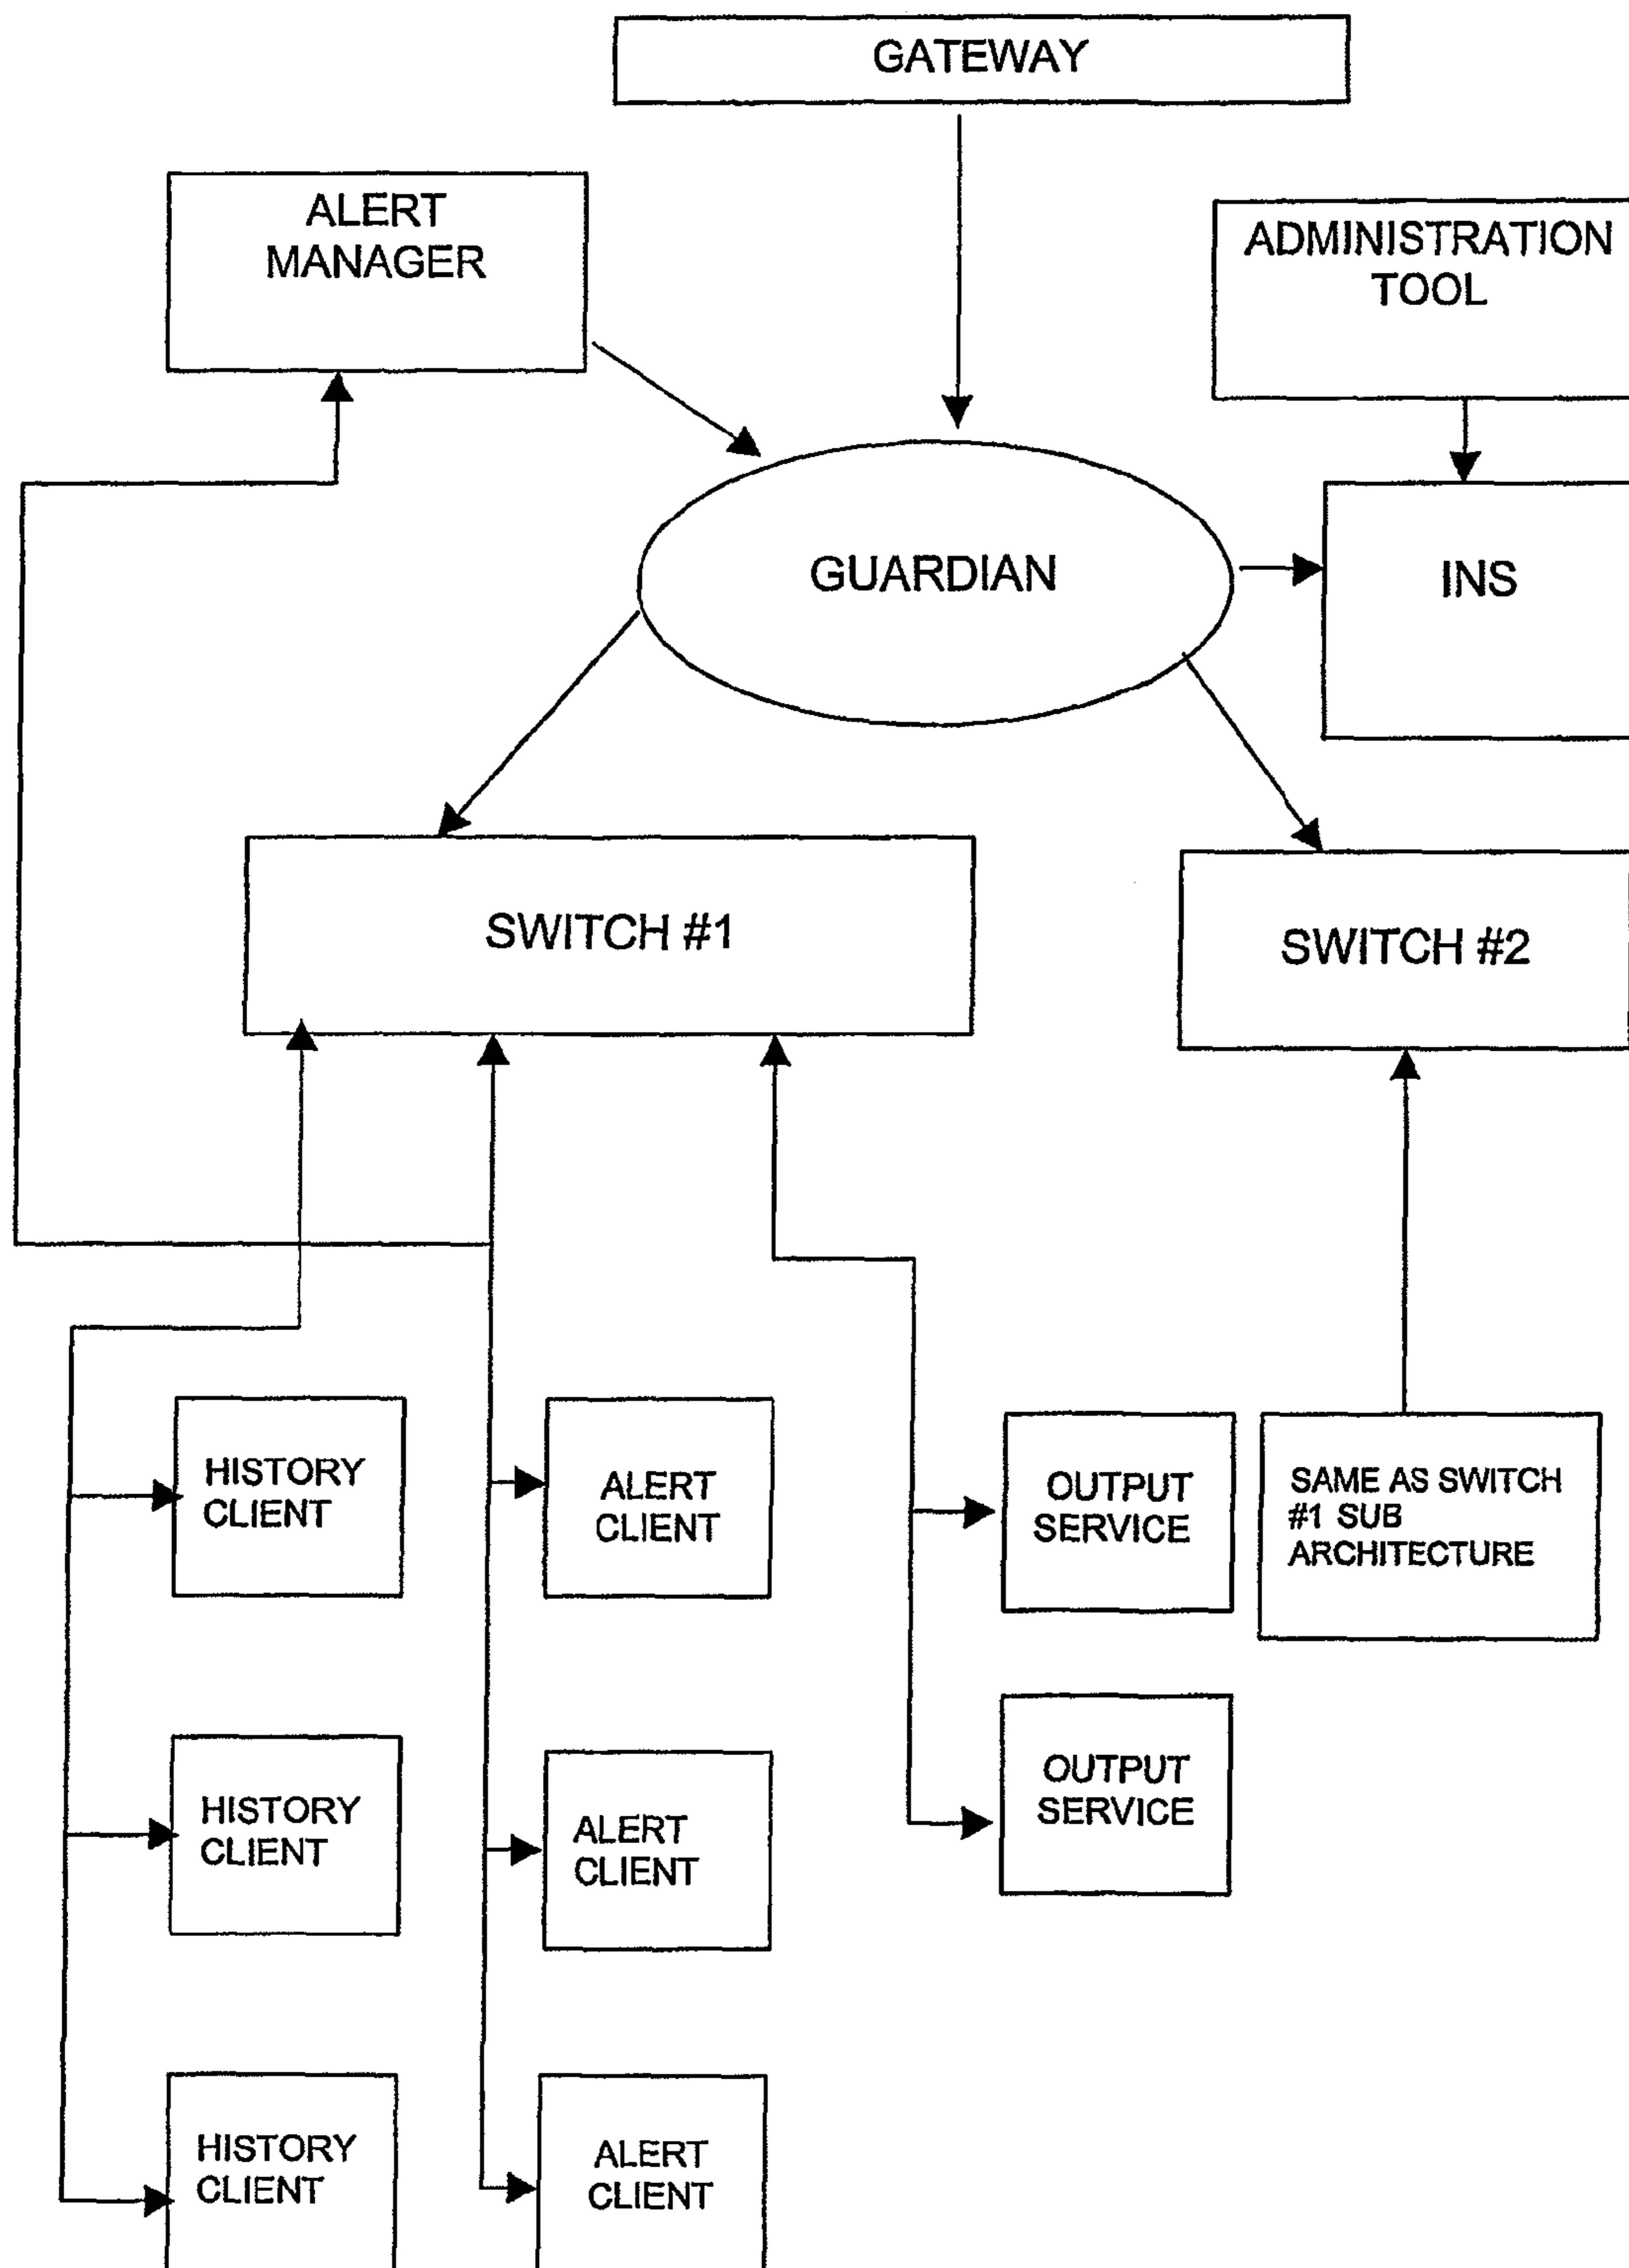 GATEWAY
ALERT
MANAGER
ADMINISTRATION
TOOL
GUARDIAN
INS
SWITCH #1
SWITCH #2
HISTORY
CLIENT
ALERT
CLIENT
OUTPUT
SERVICE
SAME AS SWITCH
#1 SUB
ARCHITECTURE
HISTORY
CLIENT
ALERT
CLIENT
OUTPUT
SERVICE
HISTORY
CLIENT
ALERT
CLIENT